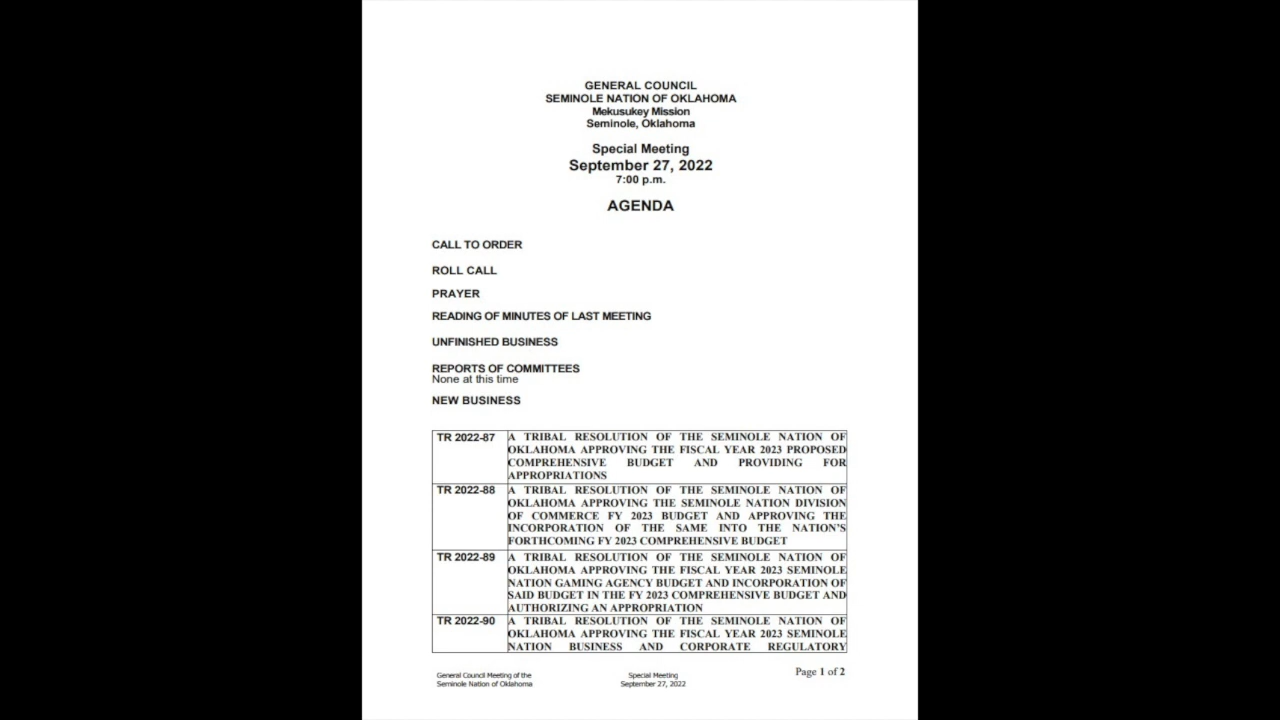 GENERAL COUNCIL
SEMINOLE NATION OF OKLAHOMA
Mekusukey Mission
Seminole, Oklahoma
Special Meeting
September 27, 2022
7:00 p.m.
AGENDA
CALL TO ORDER
ROLL CALL
PRAYER
READING OF MINUTES OF LAST MEETING
UNFINISHED BUSINESS
REPORTS OF COMMITTEES
None at this time
NEW BUSINESS
TR 2022-87 A TRIBAL RESOLUTION OF THE SEMINOLE NATION OF
OKLAHOMA APPROVING THE FISCAL YEAR 2023 PROPOSED
COMPREHENSIVE BUDGET AND PROVIDING FOR
APPROPRIATIONS
TR 2022-88 A TRIBAL RESOLUTION OF THE SEMINOLE NATION OF
OKLAHOMA APPROVING THE SEMINOLE NATION DIVISION
OF COMMERCE FY 2023 BUDGET AND APPROVING THE
INCORPORATION OF THE SAME INTO THE NATION'S
FORTHCOMING FY 2023 COMPREHENSIVE BUDGET
TR 2022-89 A TRIBAL RESOLUTION OF THE SEMINOLE NATION OF
OKLAHOMA APPROVING THE FISCAL YEAR 2023 SEMINOLE
NATION GAMING AGENCY BUDGET AND INCORPORATION OF
SAID BUDGET IN THE FY 2023 COMPREHENSIVE BUDGET AND
AUTHORIZING AN APPROPRIATION
TR 2022-90 A TRIBAL RESOLUTION OF THE SEMINOLE NATION OF
OKLAHOMA APPROVING THE FISCAL YEAR 2023 SEMINOLE
NATION BUSINESS AND CORPORATE REGULATORY
General Council Meeting of the
Seminole Nation of Oklahoma
Special Meeting
September 27, 2022
Page 1 of 2